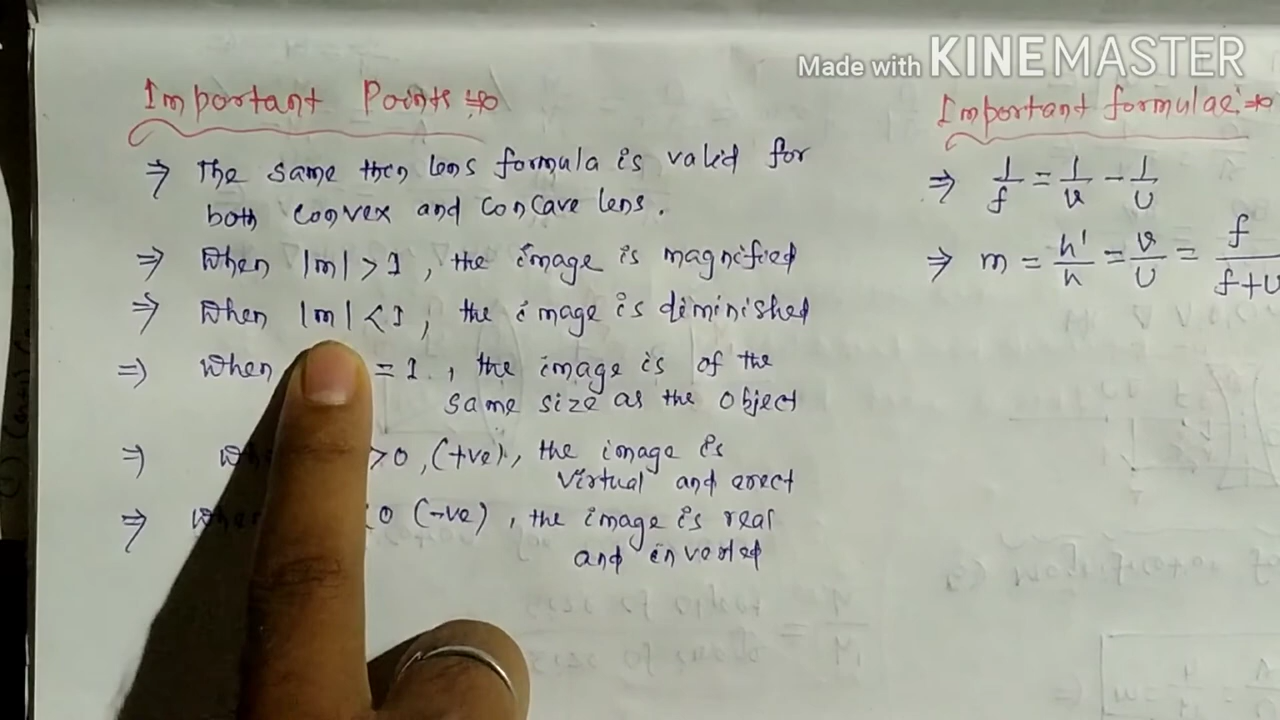 Made with KINEMASTER
Important Points :⇒
⇒ The same then lens formula is valid for
both convex and concave lens.
⇒ When |m| > 1, the image is magnified
⇒ When |m| < 1, the image is diminished
⇒ When = 1, the image is of the
same size as the object
⇒ > 0, (+ve), the image is
virtual and erect
⇒ < 0 (-ve), the image is real
and inverted
Important formulae :⇒
⇒ 1/f = 1/v - 1/u
⇒ m = h'/h = v/u = f/f+u